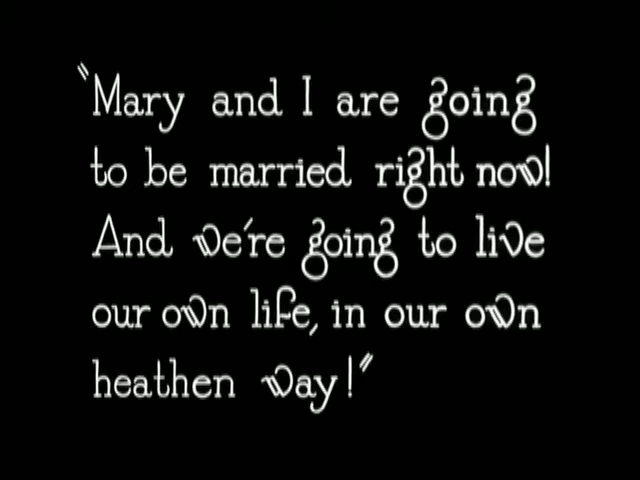 "Mary and I are going
to be married right now!
And we're going to live
our own life, in our own
heathen way!"